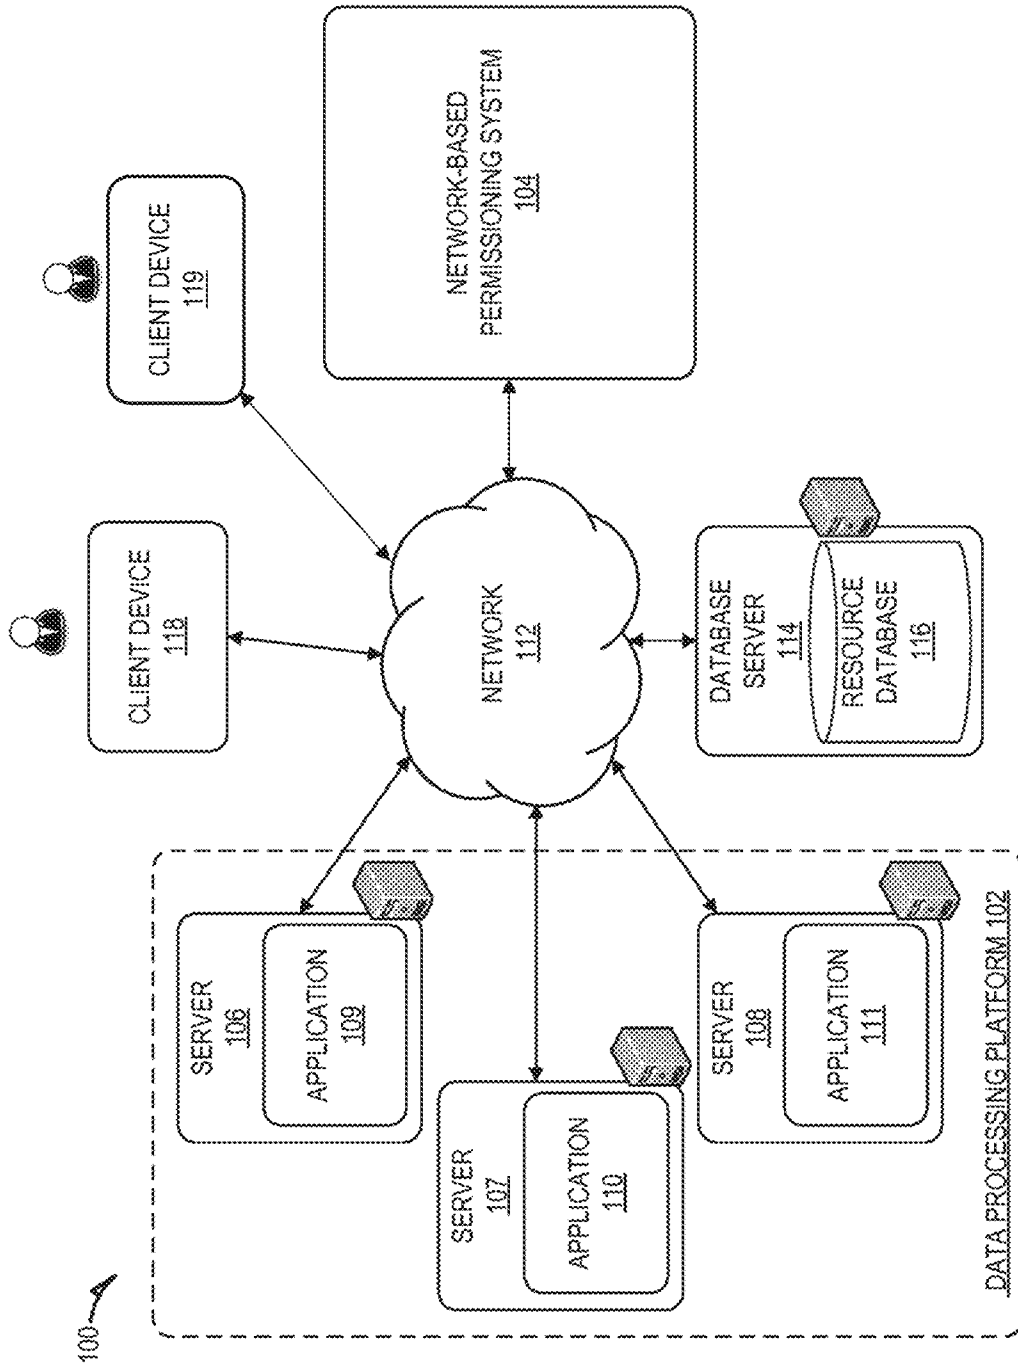 100
CLIENT DEVICE
118
CLIENT DEVICE
119
SERVER
106
APPLICATION
109
SERVER
107
APPLICATION
110
SERVER
108
APPLICATION
111
DATA PROCESSING PLATFORM 102
NETWORK
112
NETWORK-BASED
PERMISSIONING SYSTEM
104
DATABASE
SERVER
114
RESOURCE
DATABASE
116